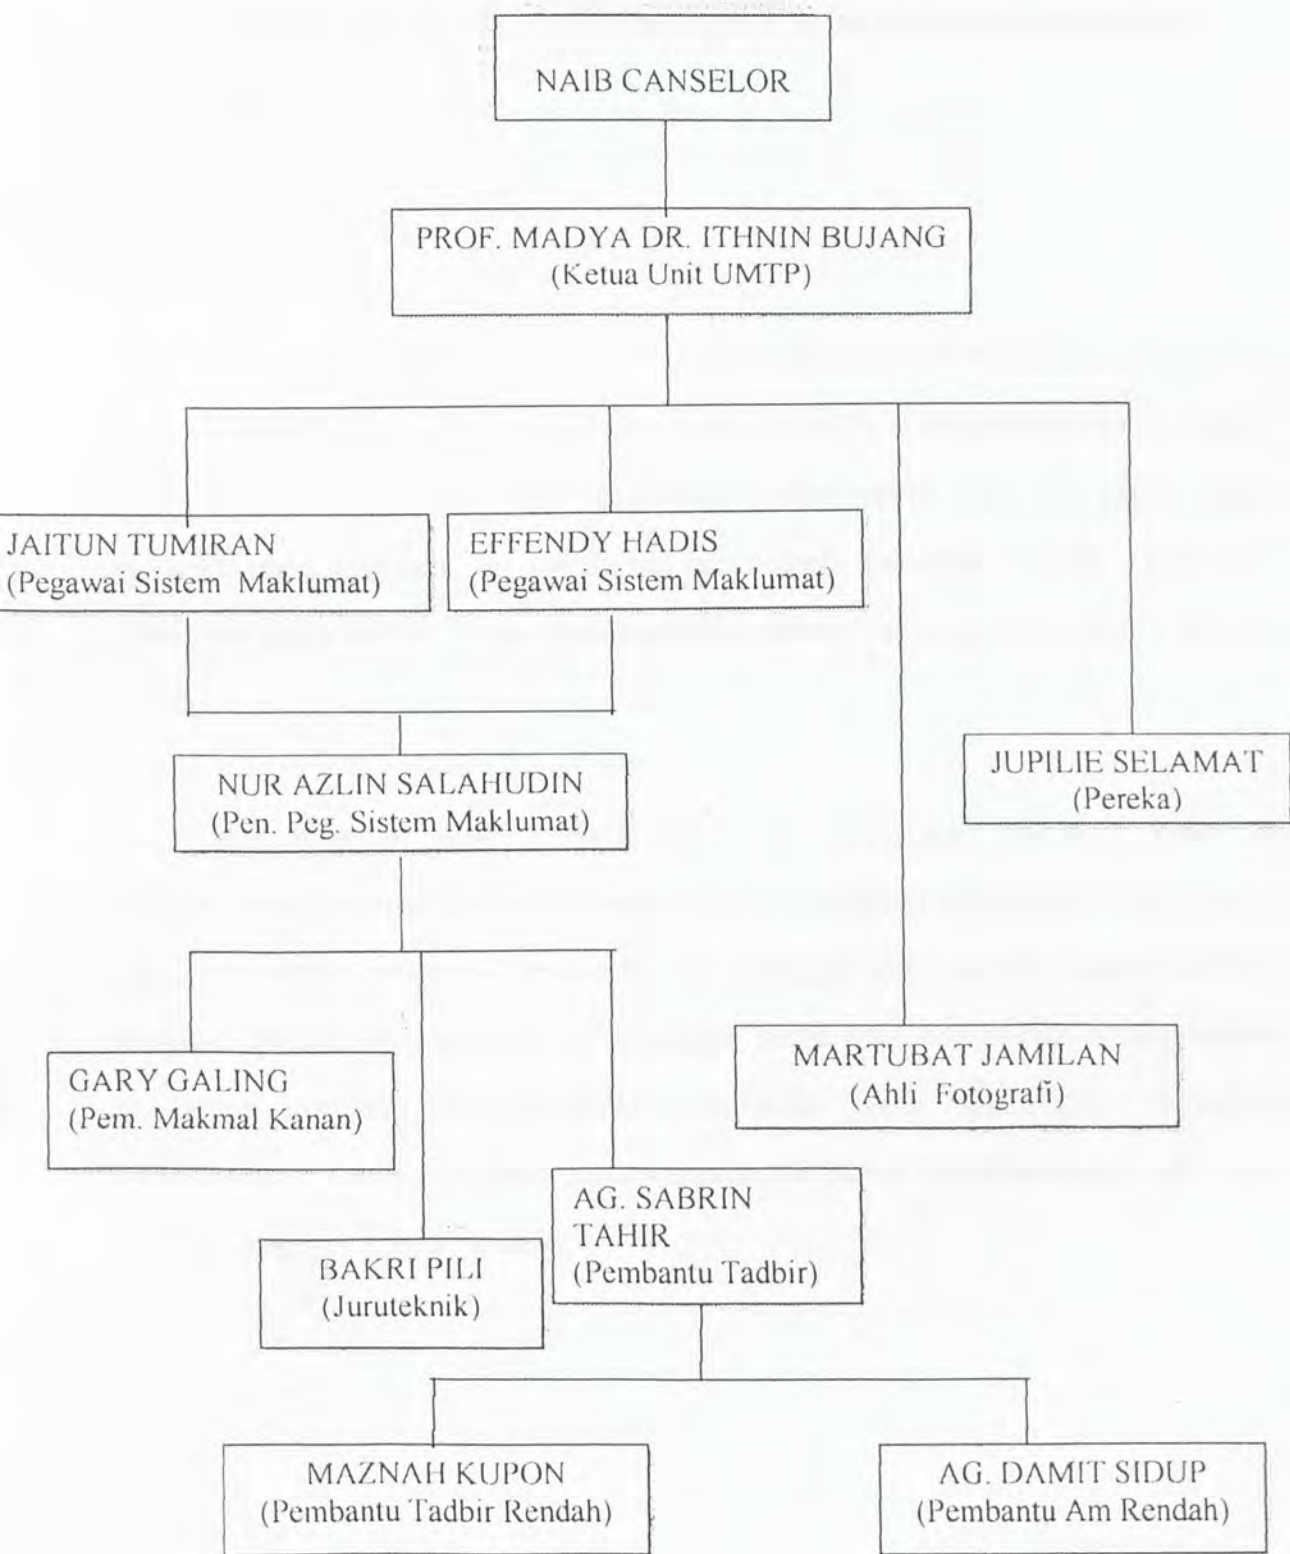 NAIB CANSELOR
PROF. MADYA DR. ITHNIN BUJANG
(Ketua Unit UMTP)
JAITUN TUMIRAN
(Pegawai Sistem Maklumat)
EFFENDY HADIS
(Pegawai Sistem Maklumat)
NUR AZLIN SALAHUDIN
(Pen. Peg. Sistem Maklumat)
JUPILIE SELAMAT
(Pereka)
GARY GALING
(Pem. Makmal Kanan)
MARTUBAT JAMILAN
(Ahli Fotografi)
BAKRI PILI
(Juruteknik)
AG. SABRIN
TAHIR
(Pembantu Tadbir)
MAZNAH KUPON
(Pembantu Tadbir Rendah)
AG. DAMIT SIDUP
(Pembantu Am Rendah)